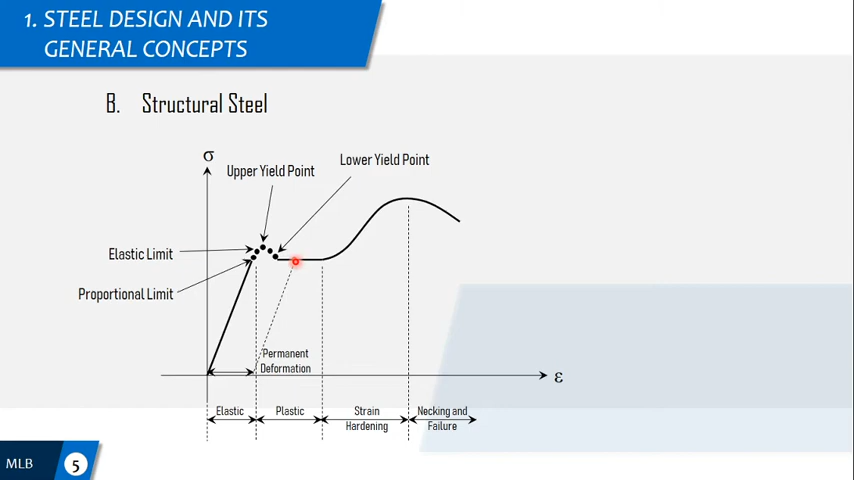 1. STEEL DESIGN AND ITS
GENERAL CONCEPTS
B. Structural Steel
σ
Upper Yield Point
Lower Yield Point
Elastic Limit
Proportional Limit
Permanent
Deformation
ε
Elastic
Plastic
Strain
Hardening
Necking and
Failure
MLB
5